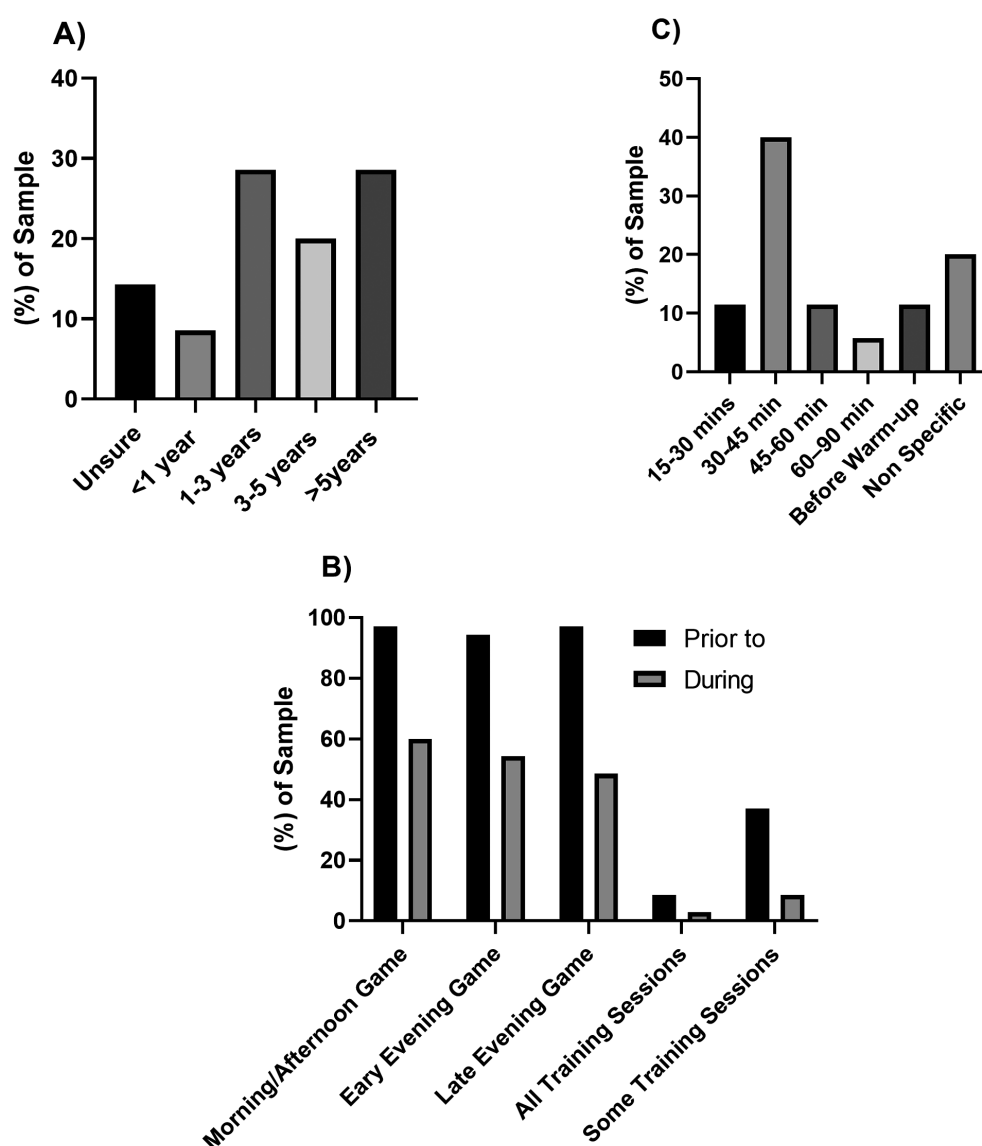 A)
(%) of Sample
40
30
20
10
0
Unsure
<1 year
1-3 years
3-5 years
>5years
C)
(%) of Sample
50
40
30
20
10
0
15-30 mins
30-45 min
45-60 min
60–90 min
Before Warm-up
Non Specific
B)
(%) of Sample
100
80
60
40
20
0
Prior to
During
Morning/Afternoon Game
Eary Evening Game
Late Evening Game
All Training Sessions
Some Training Sessions